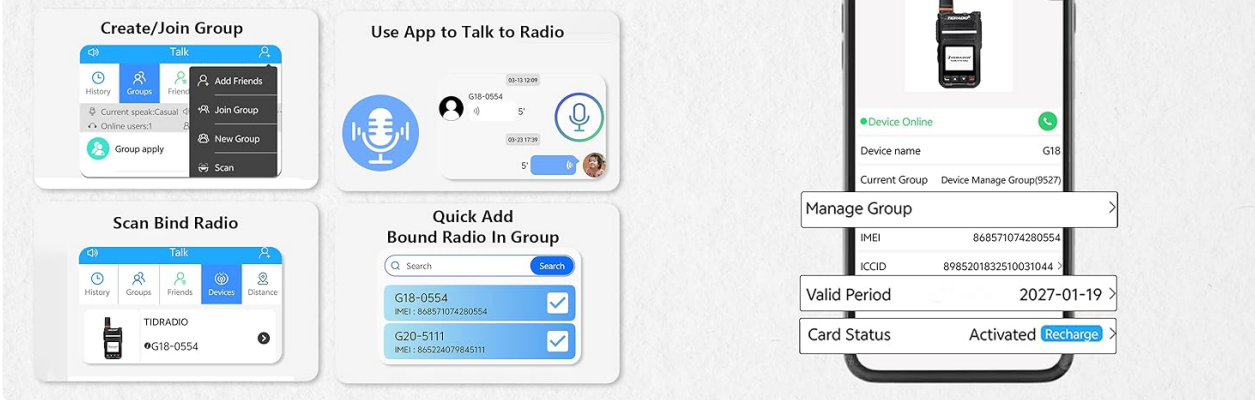 Create/Join Group
Talk
History
Groups
Friend
Add Friends
Join Group
New Group
Scan
Current speak:Casual
Online users:1
Group apply
Use App to Talk to Radio
03-13 12:09
G18-0554
5'
03-23 17:39
5'
Scan Bind Radio
Talk
History
Groups
Friends
Devices
Distance
TIDRADIO
G18-0554
Quick Add
Bound Radio In Group
Search
Search
G18-0554
IMEI : 868571074280554
G20-5111
IMEI : 865224079845111
TIDRADIO
Device Online
Device name G18
Current Group Device Manage Group(9527)
Manage Group
IMEI 868571074280554
ICCID 8985201832510031044
Valid Period 2027-01-19
Card Status Activated Recharge